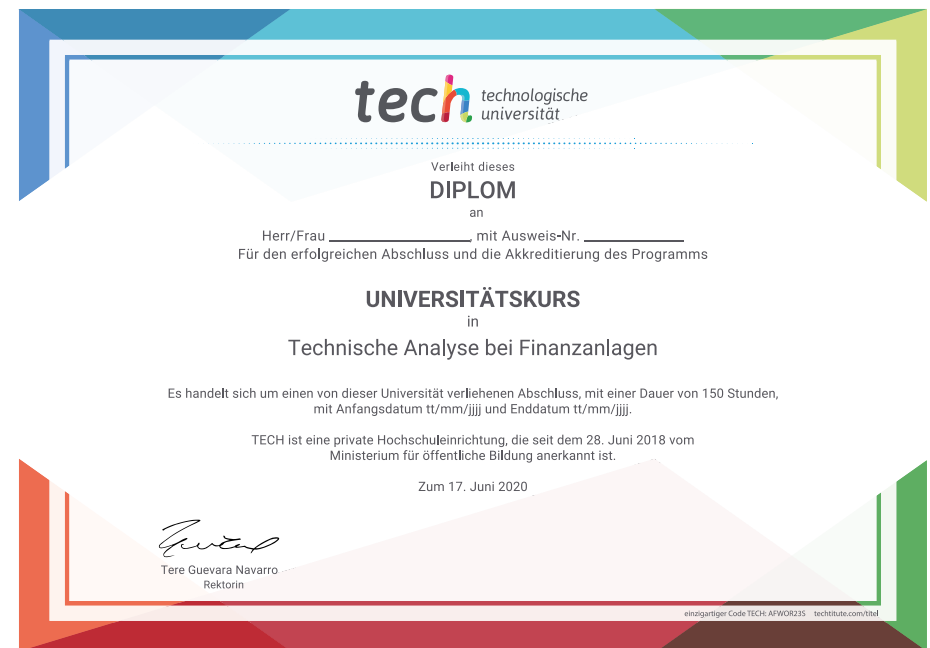 tech technologische
universität
Verleiht dieses
DIPLOM
an
Herr/Frau ____________________, mit Ausweis-Nr. ______________
Für den erfolgreichen Abschluss und die Akkreditierung des Programms
UNIVERSITÄTSKURS
in
Technische Analyse bei Finanzanlagen
Es handelt sich um einen von dieser Universität verliehenen Abschluss, mit einer Dauer von 150 Stunden,
mit Anfangsdatum tt/mm/jjjj und Enddatum tt/mm/jjjj.
TECH ist eine private Hochschuleinrichtung, die seit dem 28. Juni 2018 vom
Ministerium für öffentliche Bildung anerkannt ist.
Zum 17. Juni 2020
Tere Guevara Navarro
Rektorin
einzigartiger Code TECH: AFWOR23S techtitute.com/titel